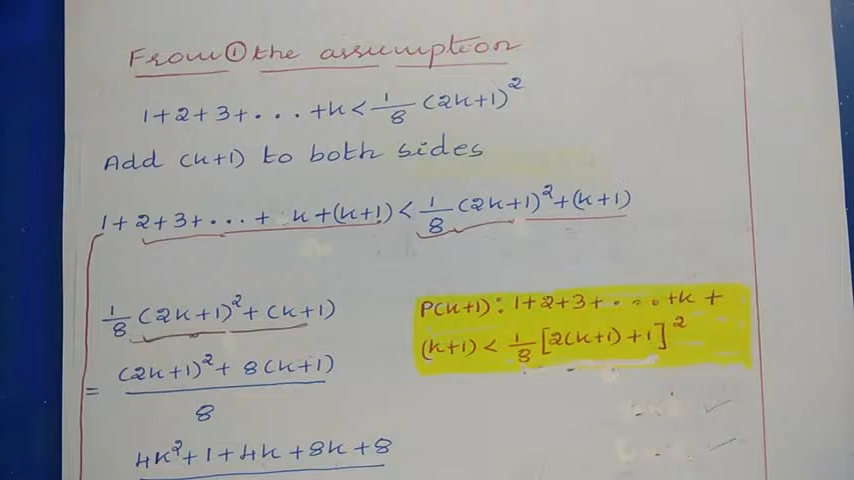 From ① the assumption
1+2+3+...+k < 1/8 (2k+1)²
Add (k+1) to both sides
1+2+3+...+ k+(k+1) < 1/8 (2k+1)²+(k+1)
1/8 (2k+1)²+(k+1)
P(k+1): 1+2+3+....+k+
(k+1) < 1/8 [2(k+1)+1]²
= (2k+1)²+8(k+1) / 8
4k²+1+4k+8k+8